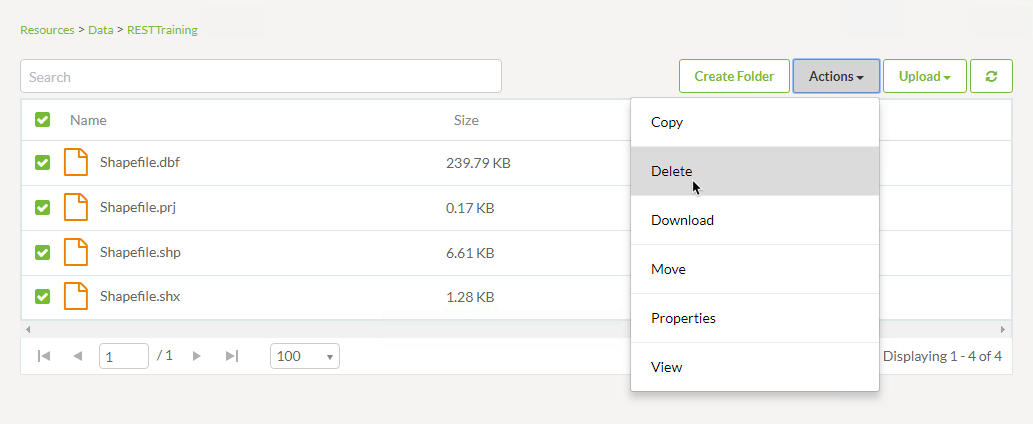 Resources > Data > RESTTraining
Search
Create Folder
Actions
Upload
Name Size
Shapefile.dbf 239.79 KB
Shapefile.prj 0.17 KB
Shapefile.shp 6.61 KB
Shapefile.shx 1.28 KB
Copy
Delete
Download
Move
Properties
View
1 / 1 100 Displaying 1 - 4 of 4